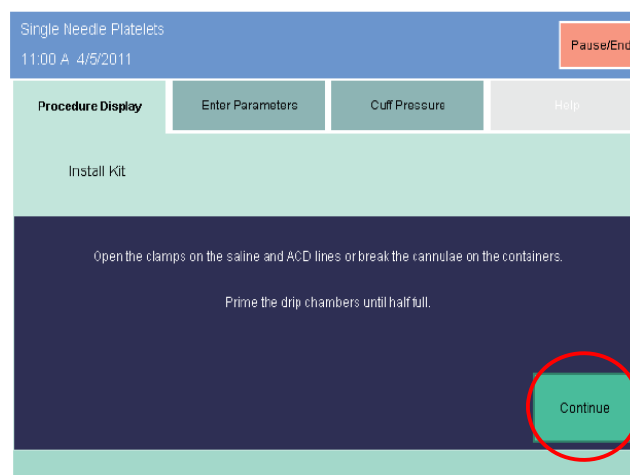 Single Needle Platelets
11:00 A 4/5/2011
Pause/End
Procedure Display
Enter Parameters
Cuff Pressure
Help
Install Kit
Open the clamps on the saline and ACD lines or break the cannulae on the containers.
Prime the drip chambers until half full.
Continue